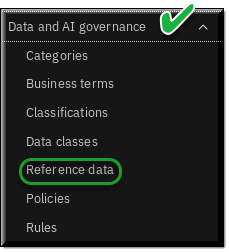 Data and AI governance
Categories
Business terms
Classifications
Data classes
Reference data
Policies
Rules